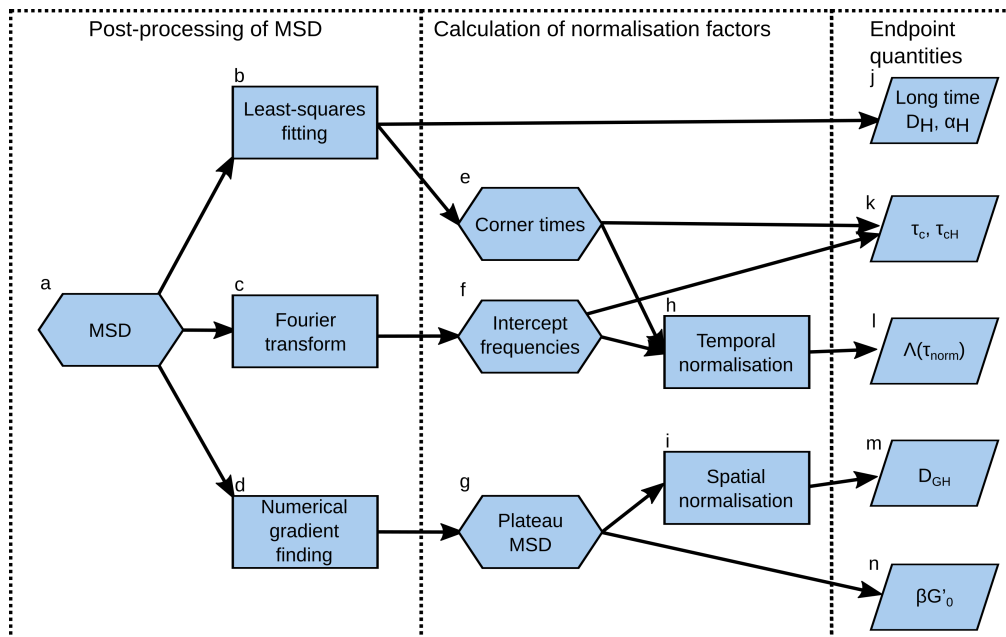 Post-processing of MSD
Calculation of normalisation factors
Endpoint
quantities
a
MSD
b
Least-squares
fitting
c
Fourier
transform
d
Numerical
gradient
finding
e
Corner times
f
Intercept
frequencies
g
Plateau
MSD
h
Temporal
normalisation
i
Spatial
normalisation
j
Long time
D_H, α_H
k
τ_c, τ_cH
l
Λ(τ_norm)
m
D_GH
n
βG'_0